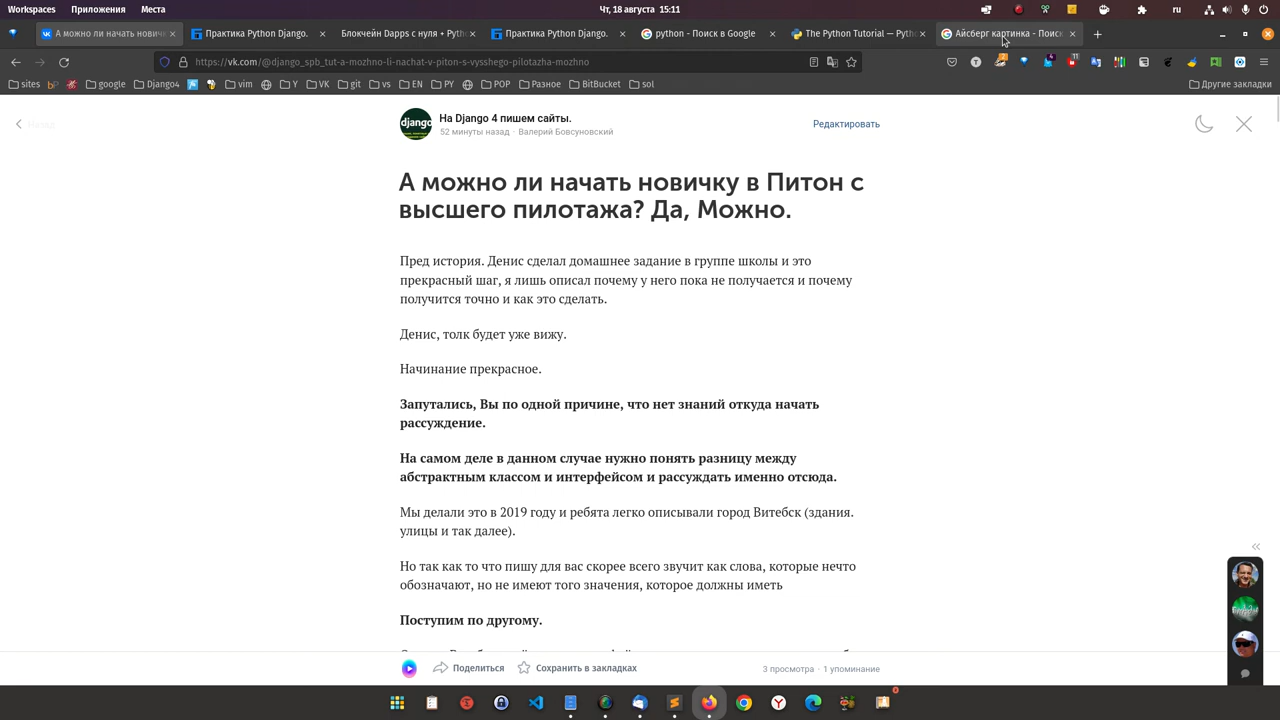 Workspaces Приложения Места Чт, 18 августа 15:11 ru
А можно ли начать нович Практика Python Django. Блокчейн Dapps с нуля + Pyt Практика Python Django. python - Поиск в Google The Python Tutorial — Pyth Айсберг картинка - Поиск
https://vk.com/@django_spb_tut-a-mozhno-li-nachat-v-piton-s-vysshego-pilotazha-mozhno
sites google Django4 vim Y VK git vs EN PY POP Разное BitBucket sol Другие закладки
Назад
На Django 4 пишем сайты.
52 минуты назад · Валерий Бовсуновский
Редактировать
А можно ли начать новичку в Питон с
высшего пилотажа? Да, Можно.
Пред история. Денис сделал домашнее задание в группе школы и это
прекрасный шаг, я лишь описал почему у него пока не получается и почему
получится точно и как это сделать.
Денис, толк будет уже вижу.
Начинание прекрасное.
Запутались, Вы по одной причине, что нет знаний откуда начать
рассуждение.
На самом деле в данном случае нужно понять разницу между
абстрактным классом и интерфейсом и рассуждать именно отсюда.
Мы делали это в 2019 году и ребята легко описывали город Витебск (здания.
улицы и так далее).
Но так как то что пишу для вас скорее всего звучит как слова, которые нечто
обозначают, но не имеют того значения, которое должны иметь
Поступим по другому.
Поделиться Сохранить в закладках 3 просмотра · 1 упоминание